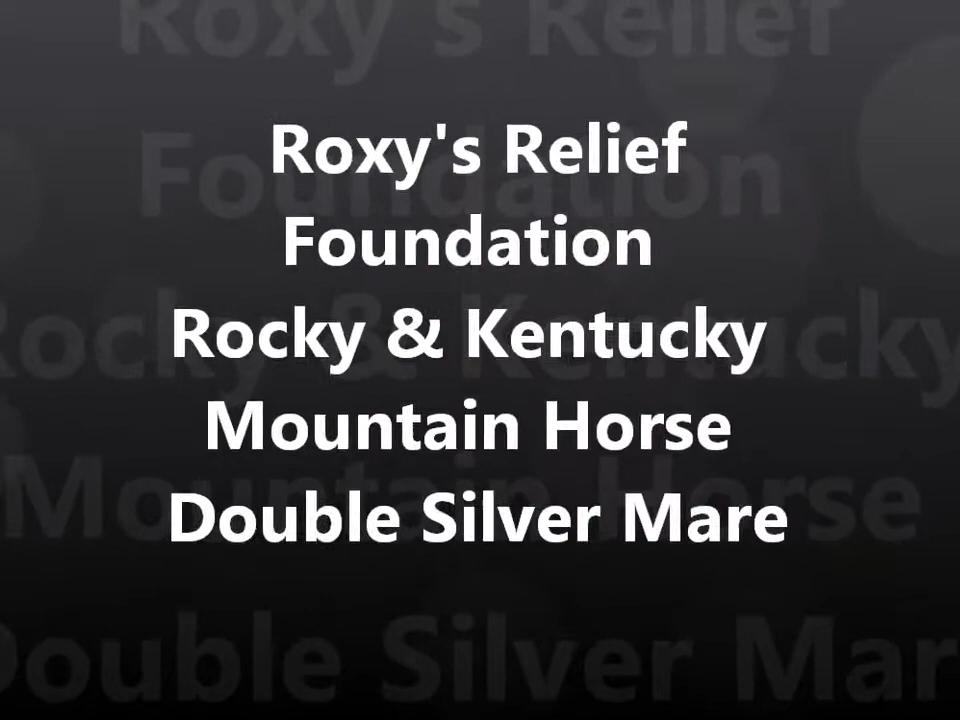 Roxy's Relief
Foundation
Rocky & Kentucky
Mountain Horse
Double Silver Mare